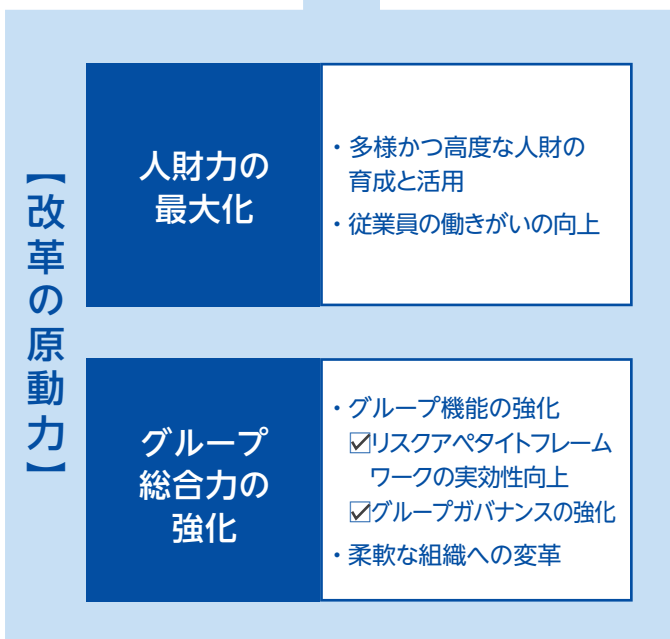 【改革の原動力】
人財力の
最大化
・多様かつ高度な人財の
育成と活用
・従業員の働きがいの向上
グループ
総合力の
強化
・グループ機能の強化
☑リスクアペタイトフレーム
ワークの実効性向上
☑グループガバナンスの強化
・柔軟な組織への変革